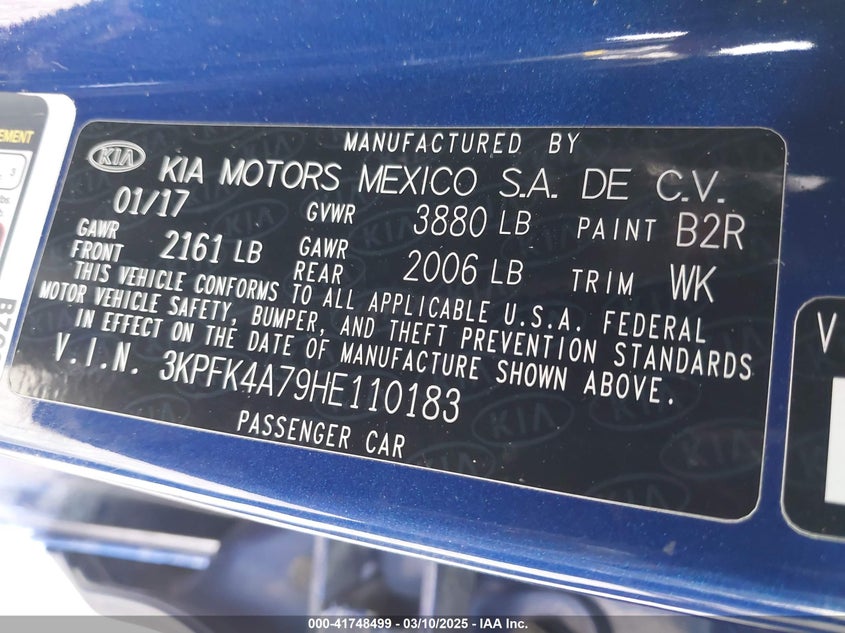 EMENT
3
lbs.
MANUFACTURED BY
KIA KIA MOTORS MEXICO S.A. DE C.V.
01/17 GVWR 3880 LB PAINT B2R
GAWR FRONT 2161 LB GAWR REAR 2006 LB TRIM WK
THIS VEHICLE CONFORMS TO ALL APPLICABLE U.S.A. FEDERAL
MOTOR VEHICLE SAFETY, BUMPER, AND THEFT PREVENTION STANDARDS
IN EFFECT ON THE DATE OF MANUFACTURE SHOWN ABOVE.
V.I.N. 3KPFK4A79HE110183
PASSENGER CAR
V
000-41748499 — 03/10/2025 — IAA Inc.